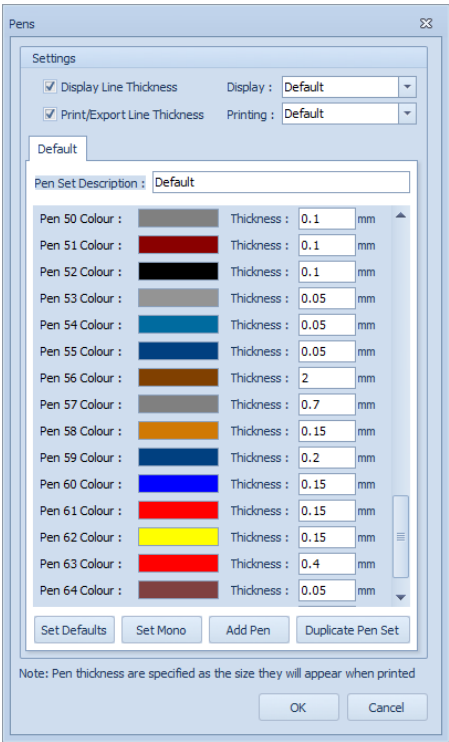 Pens
Settings
Display Line Thickness Display : Default
Print/Export Line Thickness Printing : Default
Default
Pen Set Description : Default
Pen 50 Colour : Thickness : 0.1 mm
Pen 51 Colour : Thickness : 0.1 mm
Pen 52 Colour : Thickness : 0.1 mm
Pen 53 Colour : Thickness : 0.05 mm
Pen 54 Colour : Thickness : 0.05 mm
Pen 55 Colour : Thickness : 0.05 mm
Pen 56 Colour : Thickness : 2 mm
Pen 57 Colour : Thickness : 0.7 mm
Pen 58 Colour : Thickness : 0.15 mm
Pen 59 Colour : Thickness : 0.2 mm
Pen 60 Colour : Thickness : 0.15 mm
Pen 61 Colour : Thickness : 0.15 mm
Pen 62 Colour : Thickness : 0.15 mm
Pen 63 Colour : Thickness : 0.4 mm
Pen 64 Colour : Thickness : 0.05 mm
Set Defaults Set Mono Add Pen Duplicate Pen Set
Note: Pen thickness are specified as the size they will appear when printed
OK Cancel